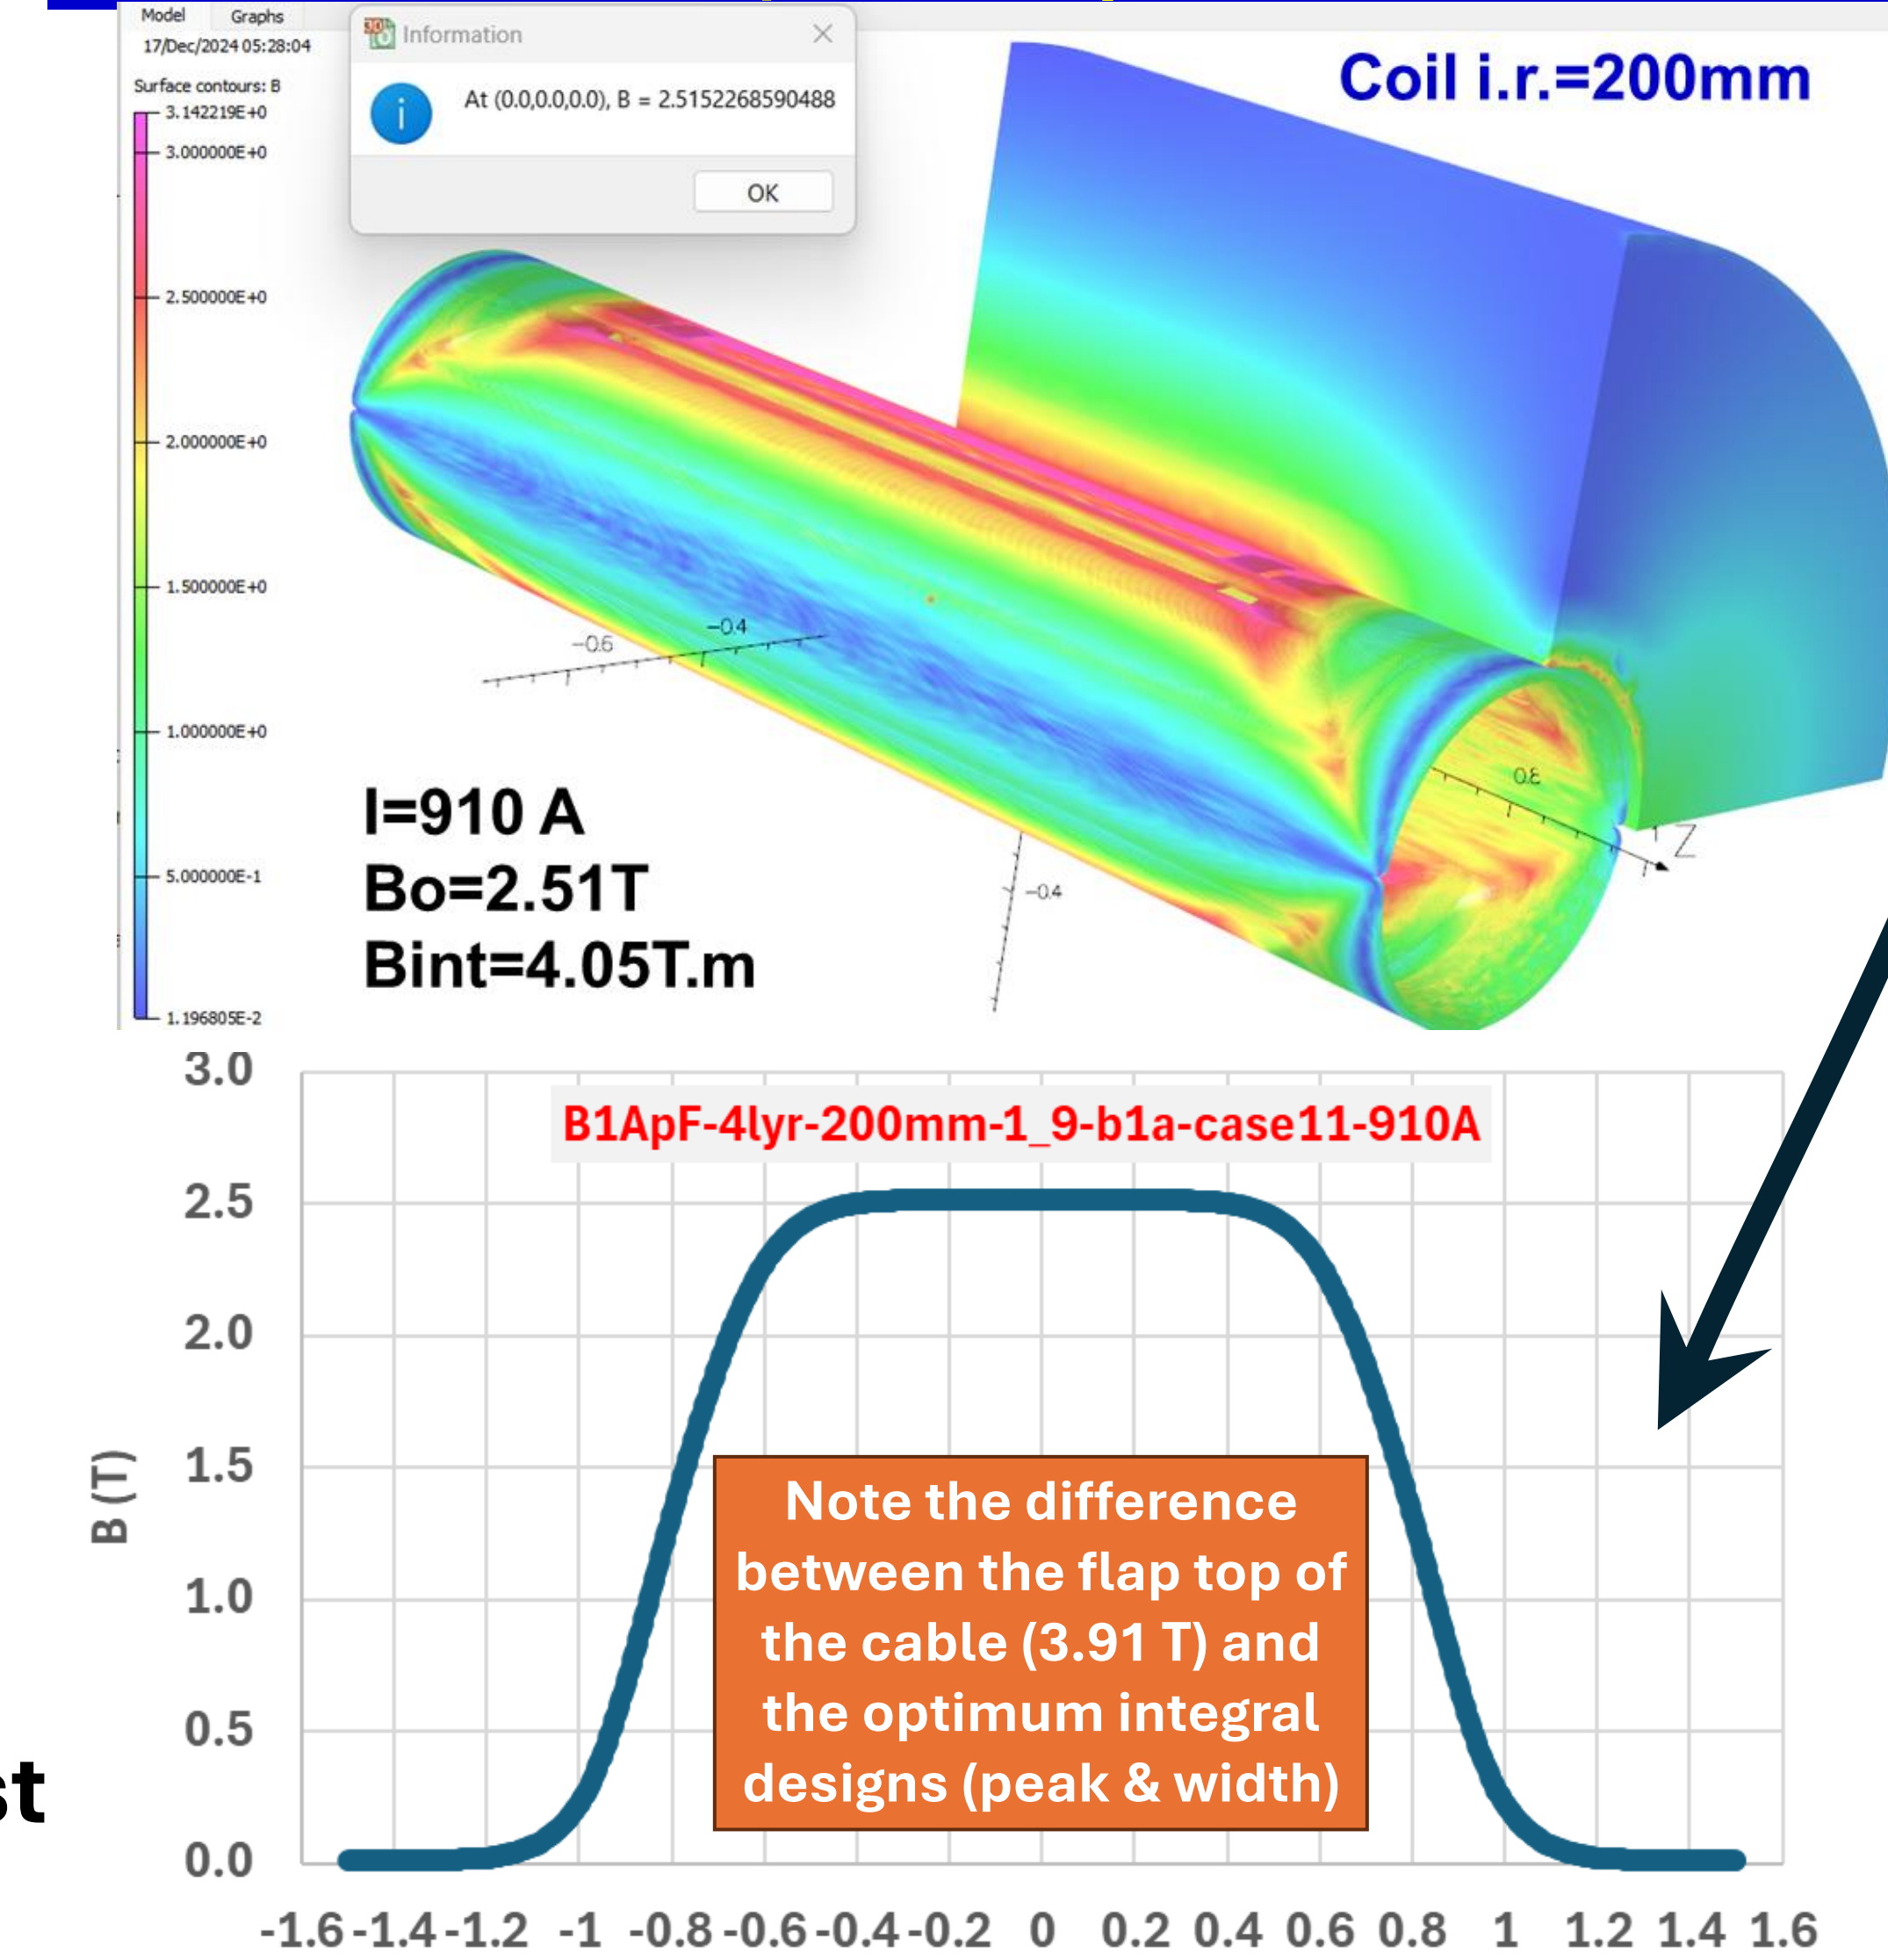 Model Graphs
17/Dec/2024 05:28:04
Surface contours: B
3.142219E+0
3.000000E+0
2.500000E+0
2.000000E+0
1.500000E+0
1.000000E+0
5.000000E-1
1.196805E-2
Information
At (0.0,0.0,0.0), B = 2.5152268590488
OK
Coil i.r.=200mm
-0.6
-0.4
-0.4
0.8
1
Z
I=910 A
Bo=2.51T
Bint=4.05T.m
B1ApF-4lyr-200mm-1_9-b1a-case11-910A
3.0
2.5
2.0
1.5
1.0
0.5
0.0
B (T)
Note the difference
between the flap top of
the cable (3.91 T) and
the optimum integral
designs (peak & width)
-1.6 -1.4 -1.2 -1 -0.8 -0.6 -0.4 -0.2 0 0.2 0.4 0.6 0.8 1 1.2 1.4 1.6
st